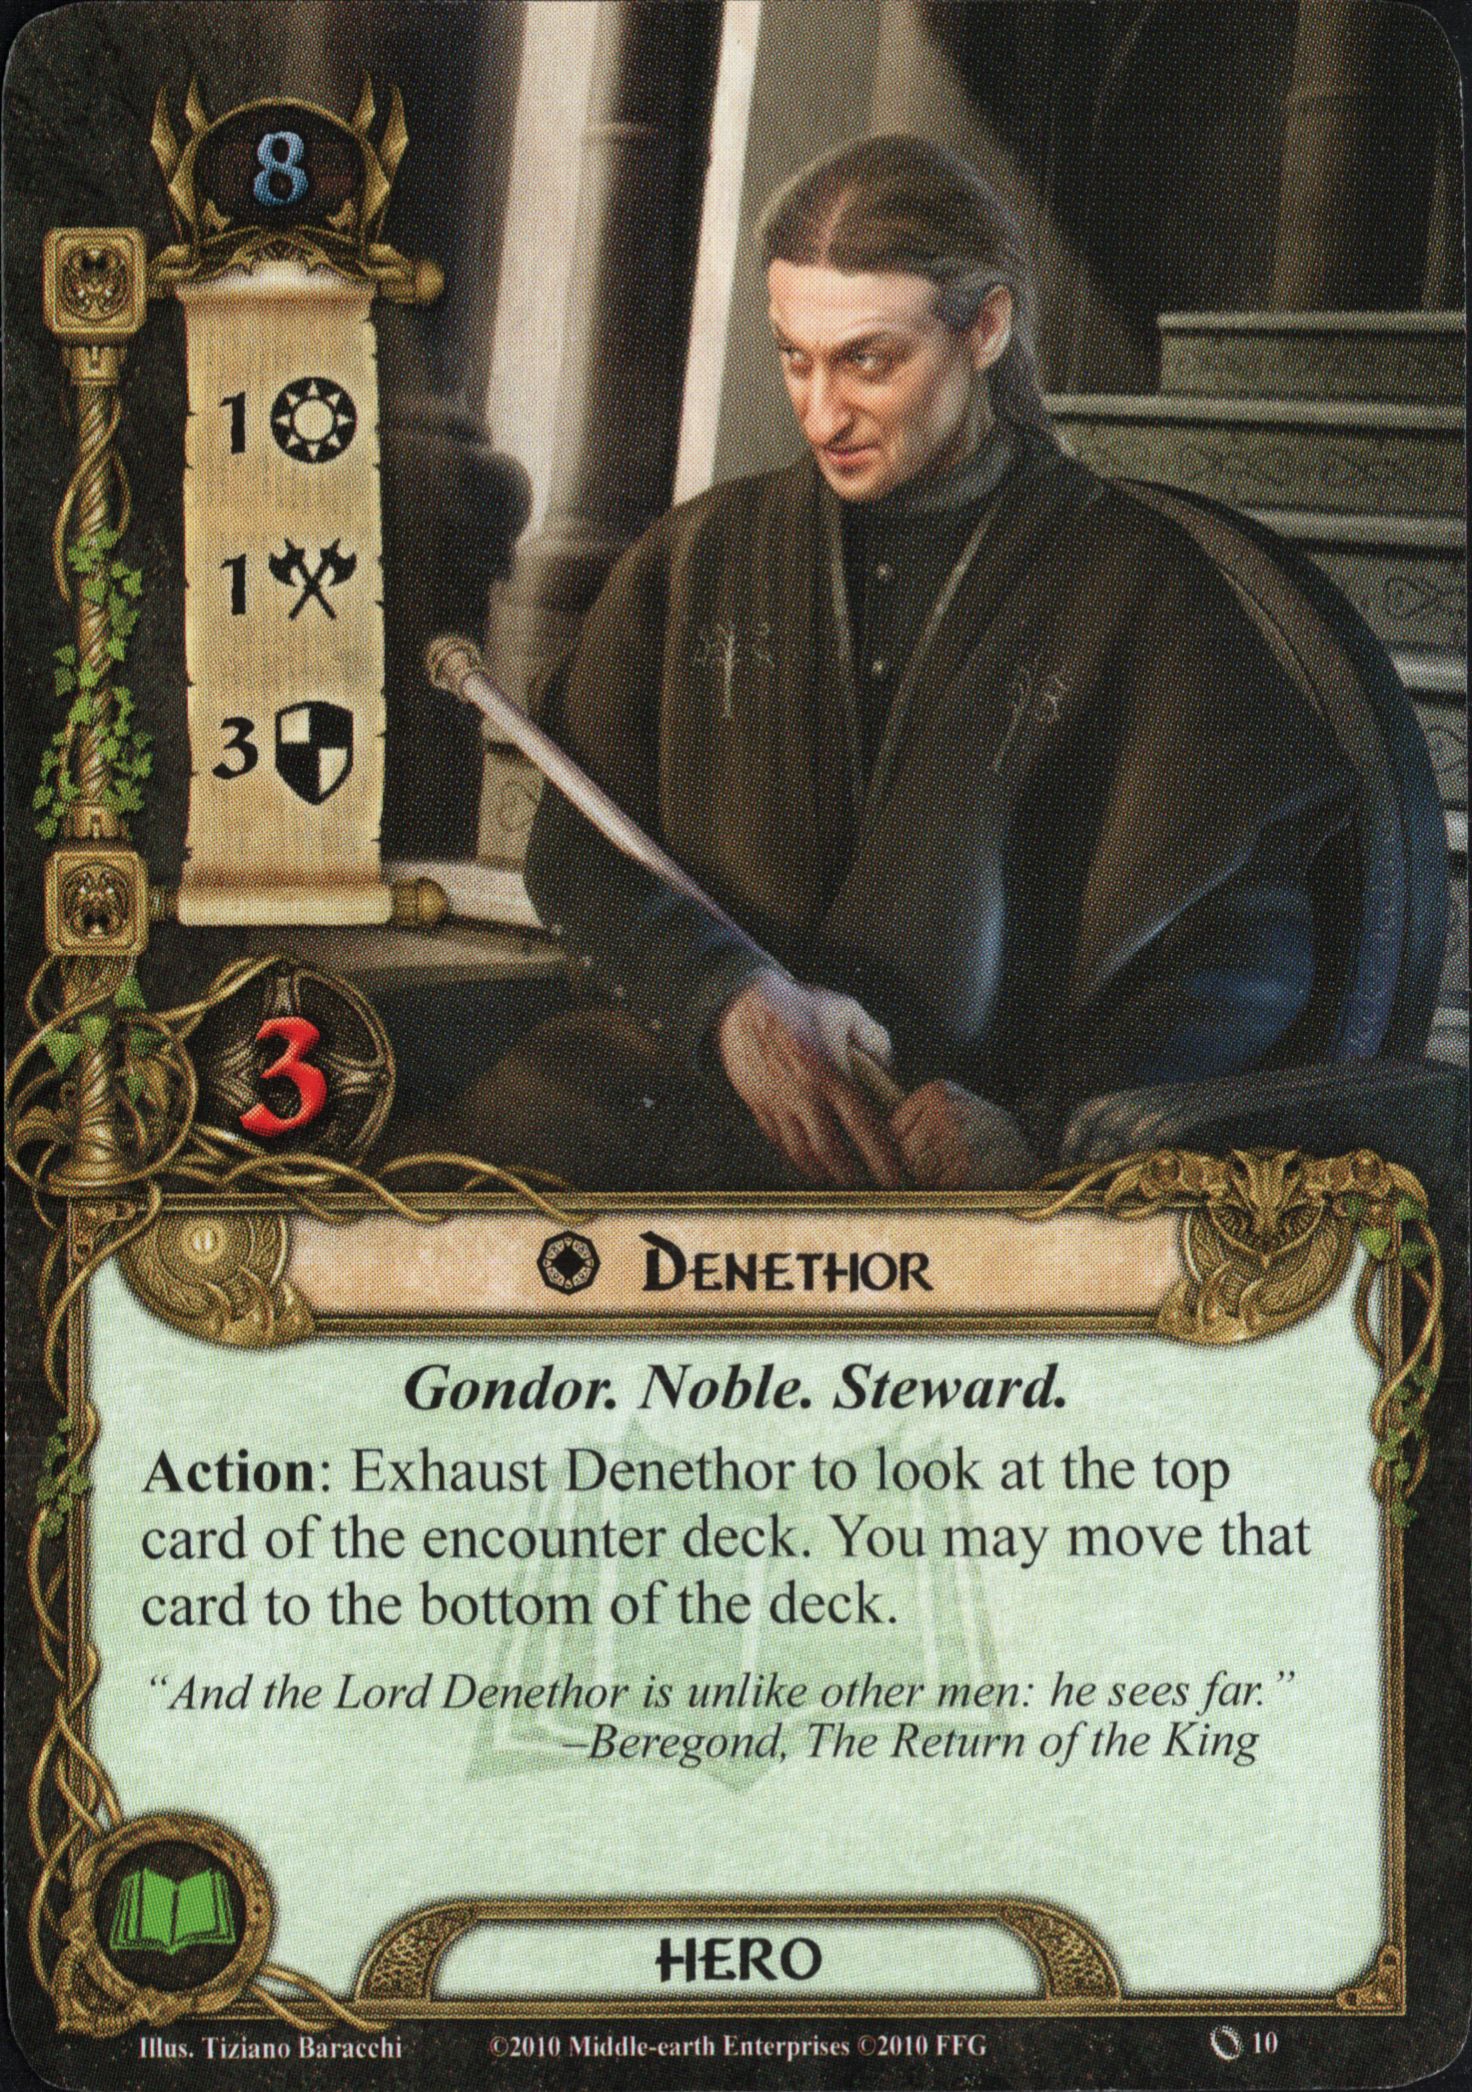 8
1
1
3
3
DENETHOR
Gondor. Noble. Steward.
Action: Exhaust Denethor to look at the top
card of the encounter deck. You may move that
card to the bottom of the deck.
“And the Lord Denethor is unlike other men: he sees far.”
–Beregond, The Return of the King
HERO
Illus. Tiziano Baracchi ©2010 Middle-earth Enterprises ©2010 FFG 10